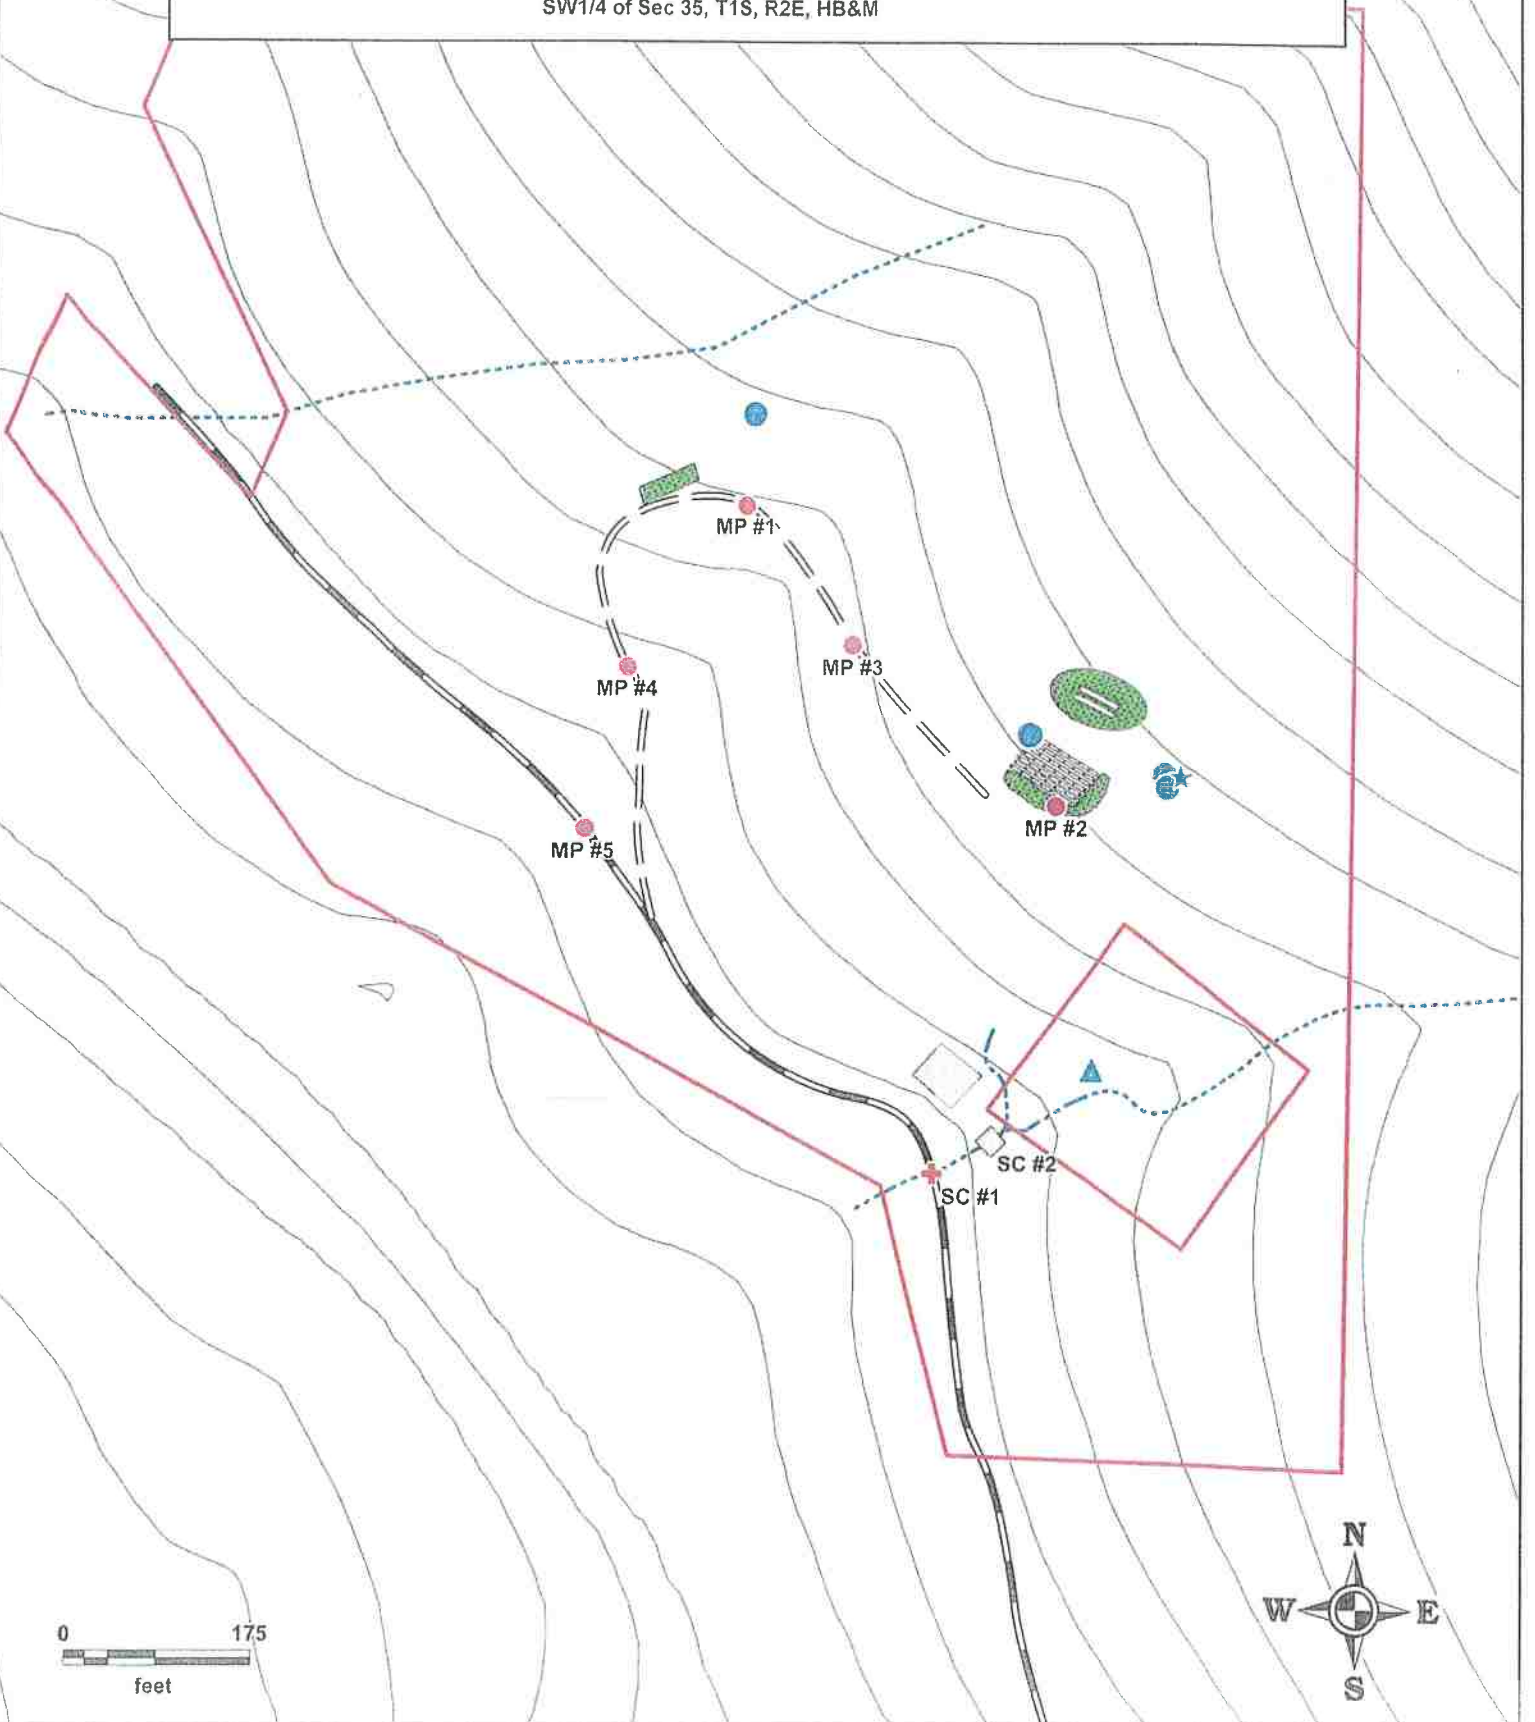 SW1/4 of Sec 35, T1S, R2E, HB&M
MP #1
MP #3
MP #4
MP #2
MP #5
SC #2
SC #1
N
W E
S
0 175
feet